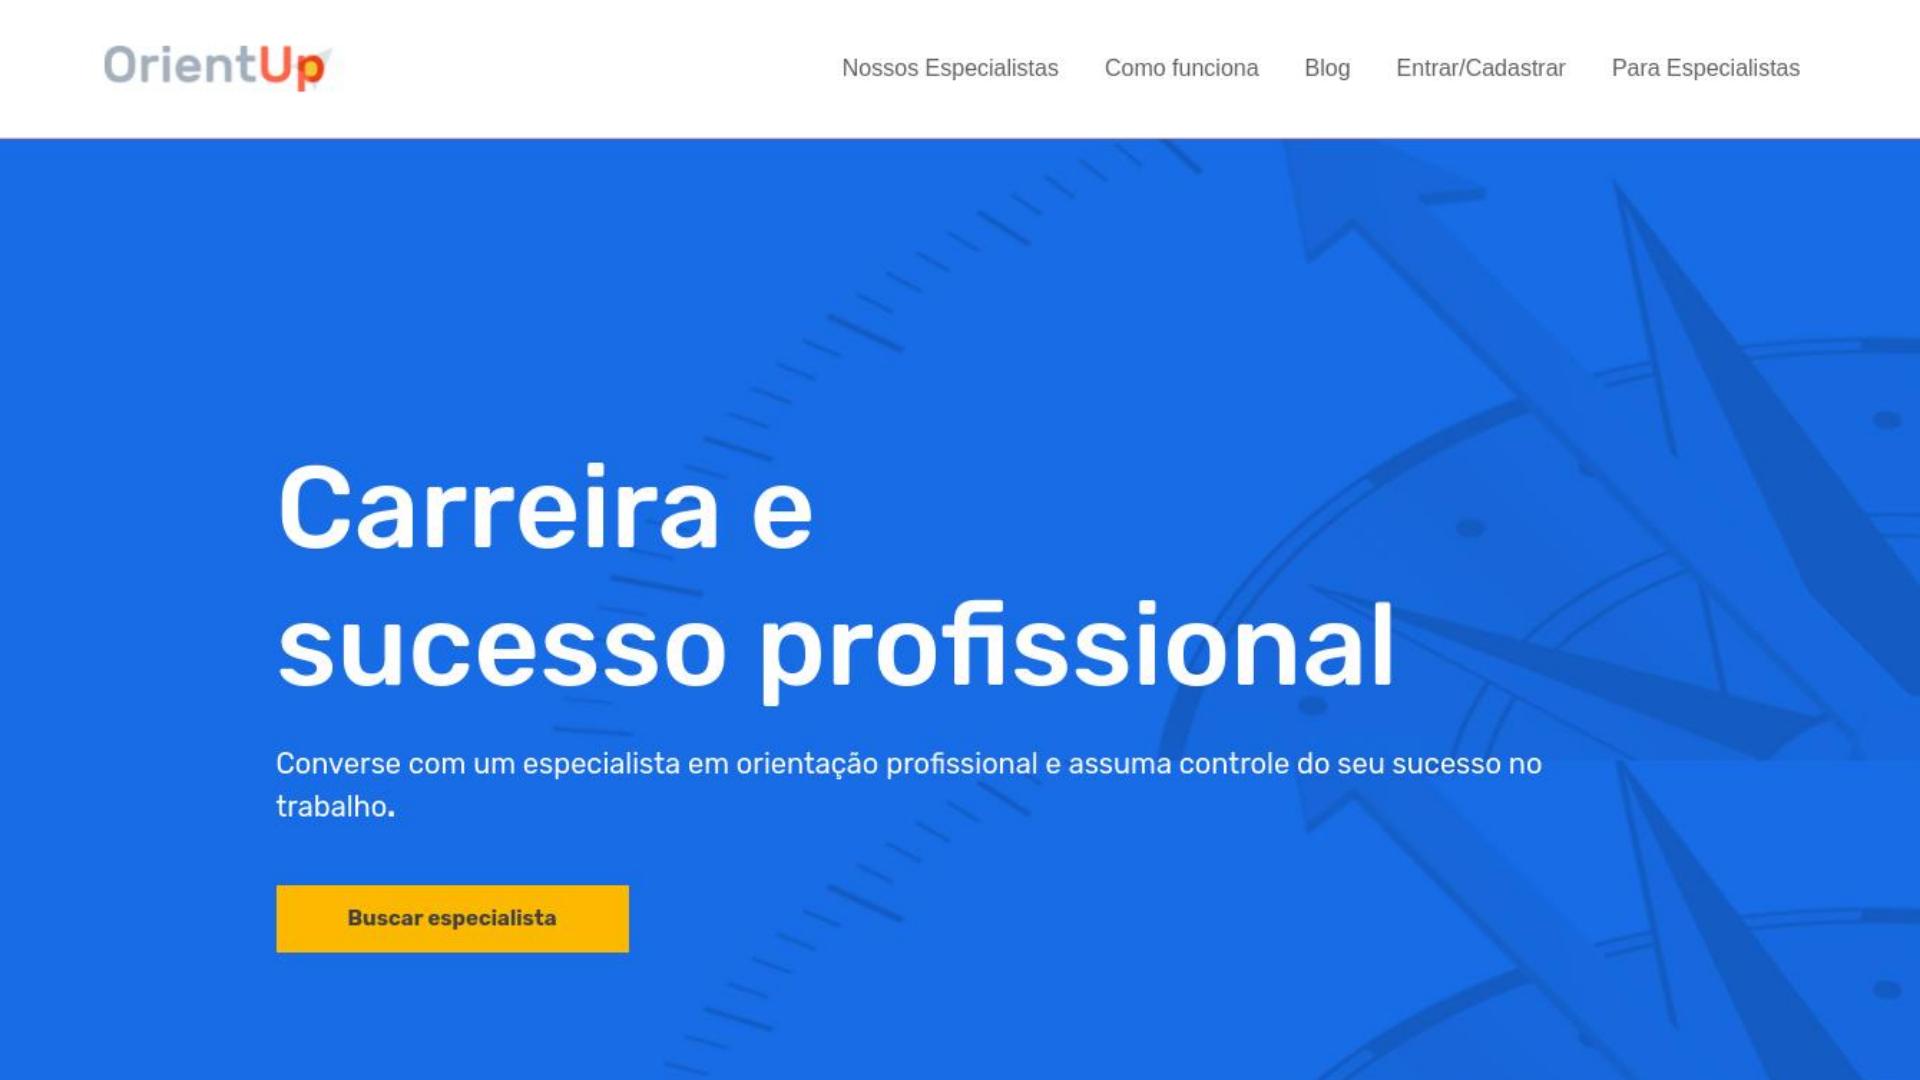 OrientUp
Nossos Especialistas
Como funciona
Blog
Entrar/Cadastrar
Para Especialistas
Carreira e
sucesso profissional
Converse com um especialista em orientação profissional e assuma controle do seu sucesso no
trabalho.
Buscar especialista